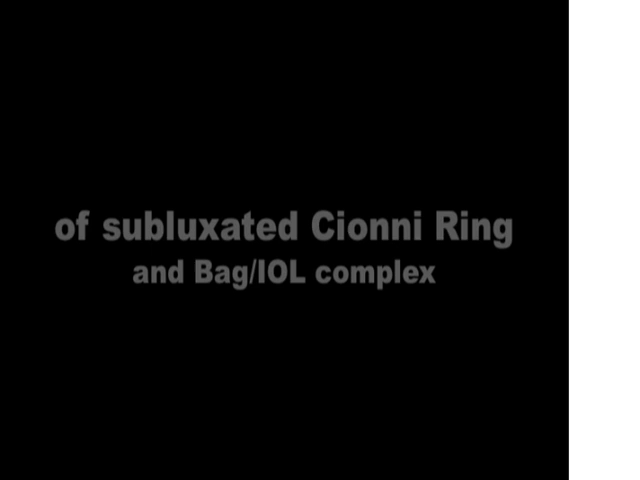 of subluxated Cionni Ring
and Bag/IOL complex